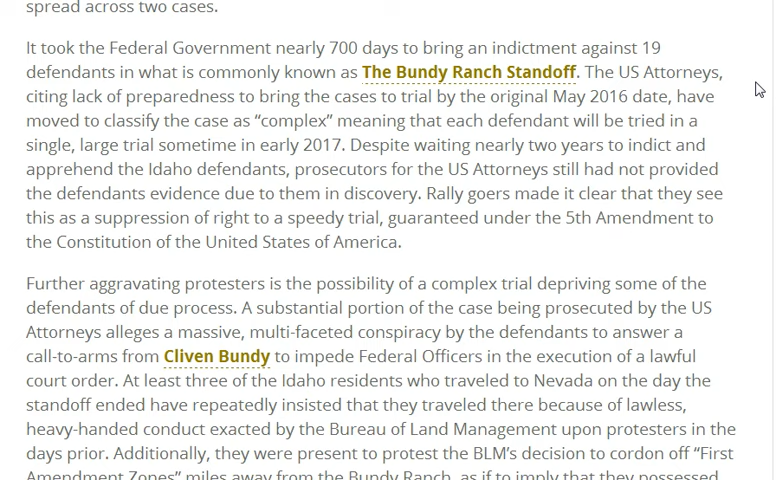 spread across two cases.
It took the Federal Government nearly 700 days to bring an indictment against 19
defendants in what is commonly known as The Bundy Ranch Standoff. The US Attorneys,
citing lack of preparedness to bring the cases to trial by the original May 2016 date, have
moved to classify the case as “complex” meaning that each defendant will be tried in a
single, large trial sometime in early 2017. Despite waiting nearly two years to indict and
apprehend the Idaho defendants, prosecutors for the US Attorneys still had not provided
the defendants evidence due to them in discovery. Rally goers made it clear that they see
this as a suppression of right to a speedy trial, guaranteed under the 5th Amendment to
the Constitution of the United States of America.
Further aggravating protesters is the possibility of a complex trial depriving some of the
defendants of due process. A substantial portion of the case being prosecuted by the US
Attorneys alleges a massive, multi-faceted conspiracy by the defendants to answer a
call-to-arms from Cliven Bundy to impede Federal Officers in the execution of a lawful
court order. At least three of the Idaho residents who traveled to Nevada on the day the
standoff ended have repeatedly insisted that they traveled there because of lawless,
heavy-handed conduct exacted by the Bureau of Land Management upon protesters in the
days prior. Additionally, they were present to protest the BLM’s decision to cordon off “First
Amendment Zones” miles away from the Bundy Ranch, as if to imply that they possessed